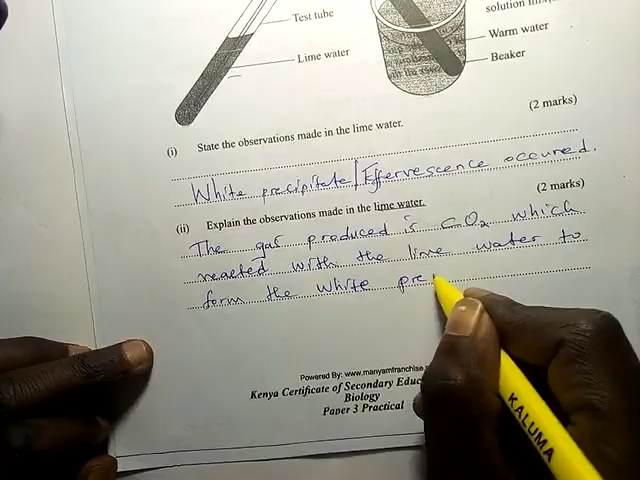 Test tube
Lime water
Warm water
Beaker
(2 marks)
(i) State the observations made in the lime water.
White precipitate/Effervescence occured.
(2 marks)
(ii) Explain the observations made in the lime water.
The gas produced is CO2 which
reacted with the lime water to
form the white pre
Powered By: www.manyamfranchise.
Kenya Certificate of Secondary Educ
Biology
Paper 3 Practical
KALUMA